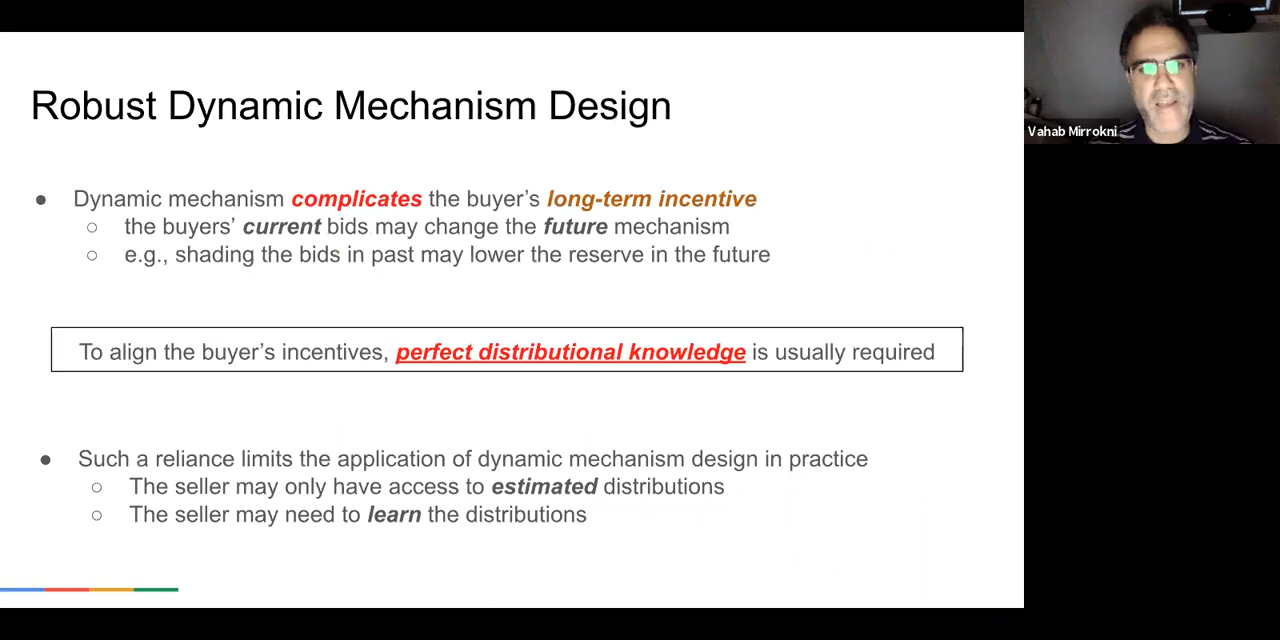 Robust Dynamic Mechanism Design
Vahab Mirrokni
● Dynamic mechanism complicates the buyer’s long-term incentive
○ the buyers’ current bids may change the future mechanism
○ e.g., shading the bids in past may lower the reserve in the future
To align the buyer’s incentives, perfect distributional knowledge is usually required
● Such a reliance limits the application of dynamic mechanism design in practice
○ The seller may only have access to estimated distributions
○ The seller may need to learn the distributions